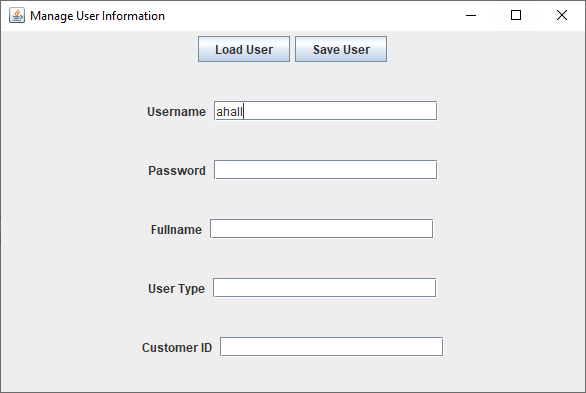 Manage User Information
Load User Save User
Username ahall
Password
Fullname
User Type
Customer ID